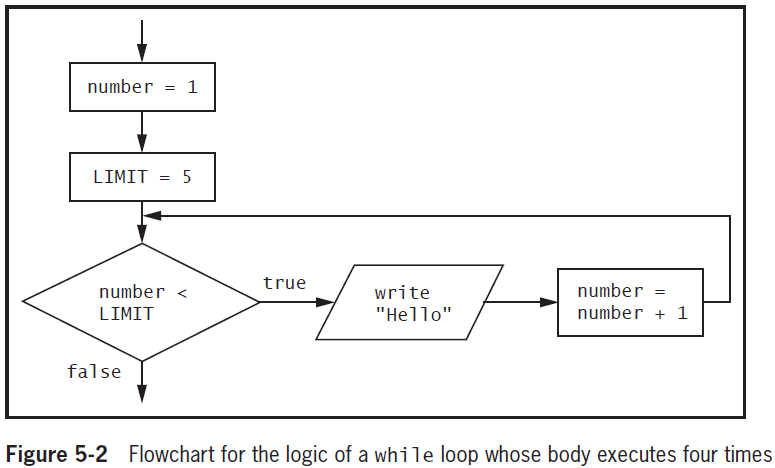 number = 1
LIMIT = 5
number <
LIMIT
true
write
"Hello"
number =
number + 1
false
Figure 5-2 Flowchart for the logic of a while loop whose body executes four times